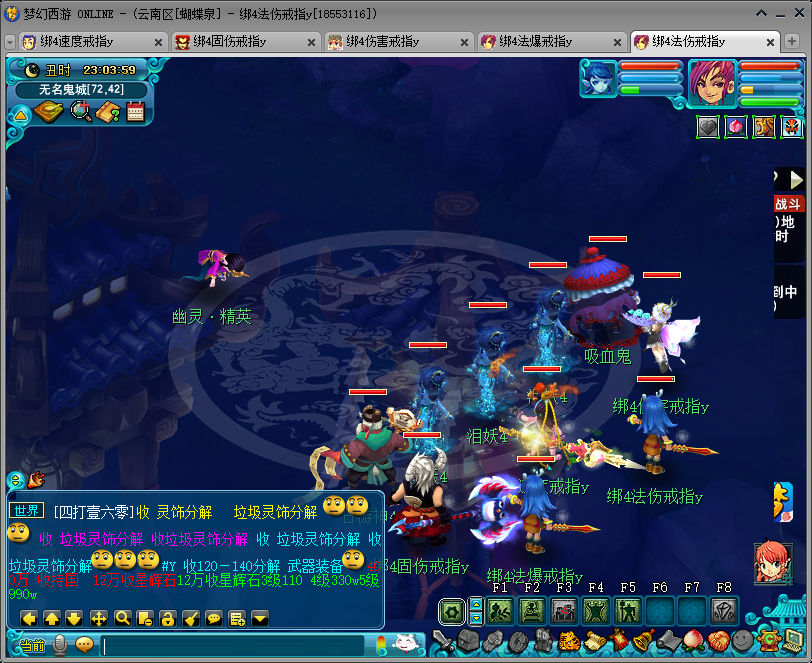 梦幻西游 ONLINE - (云南区[蝴蝶泉] - 绑4法伤戒指y[18553116])
绑4速度戒指y
绑4固伤戒指y
绑4伤害戒指y
绑4法爆戒指y
绑4法伤戒指y
丑时 23:03:59
无名鬼城[72,42]
战斗
)地
时
到中
幽灵·精英
吸血鬼
泪妖4
绑4法伤戒指y
绑4固伤戒指y
绑4法爆戒指y
世界 [四打壹六零]收 灵饰分解 垃圾灵饰分解
收 垃圾灵饰分解 收垃圾灵饰分解 收 垃圾灵饰分解 收
垃圾灵饰分解 #Y 收120-140分解 武器装备
12万收星辉石12万收星辉石3级110 4级330w5级
990w
F1 F2 F3 F4 F5 F6 F7 F8
当前